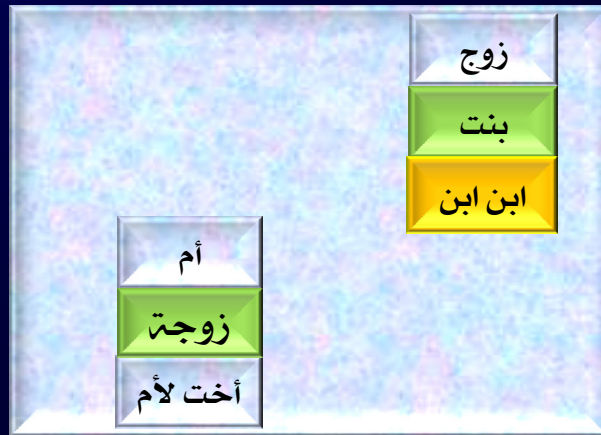 زوج
بنت
ابن ابن
أم
زوجة
أخت لأم